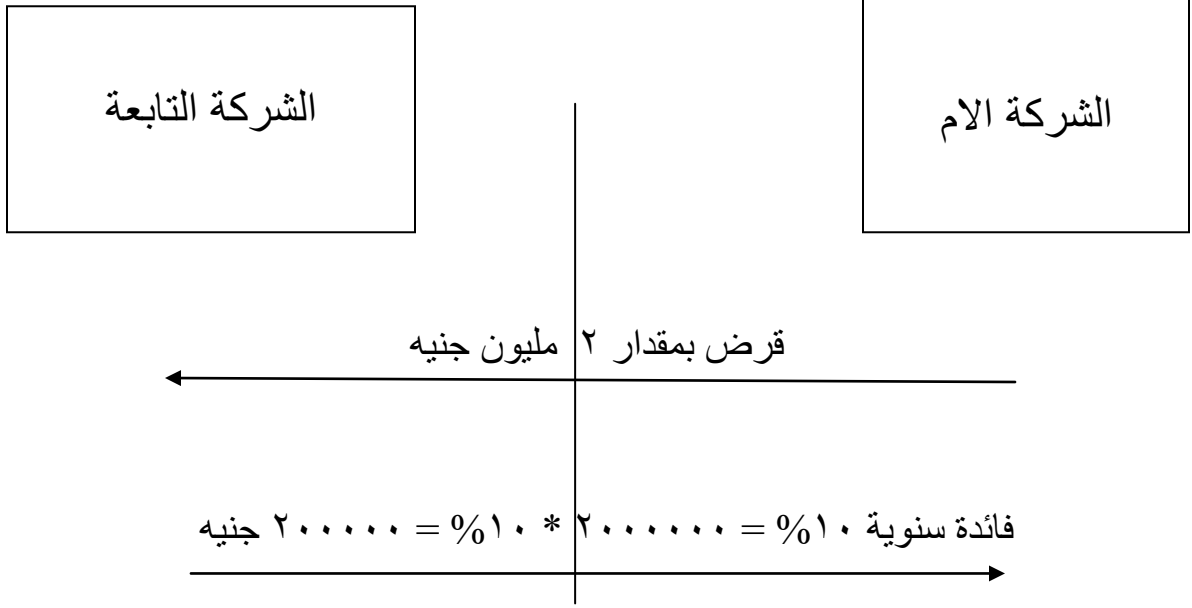 الشركة الام
الشركة التابعة
قرض بمقدار ٢ مليون جنيه
فائدة سنوية ١٠% = ٢٠٠٠٠٠٠ * ١٠% = ٢٠٠٠٠٠ جنيه